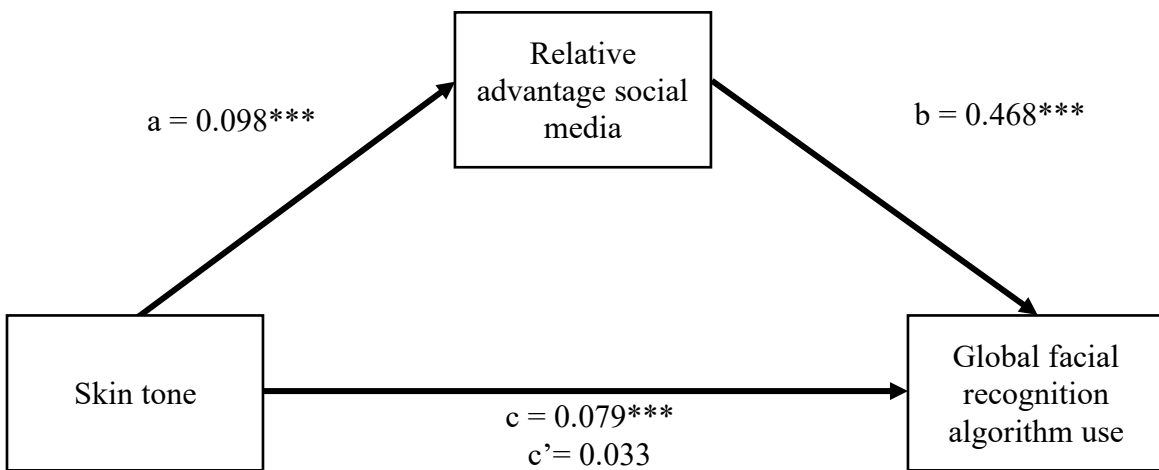 Relative
advantage social
media
a = 0.098***
b = 0.468***
Skin tone
Global facial
recognition
algorithm use
c = 0.079***
c’= 0.033